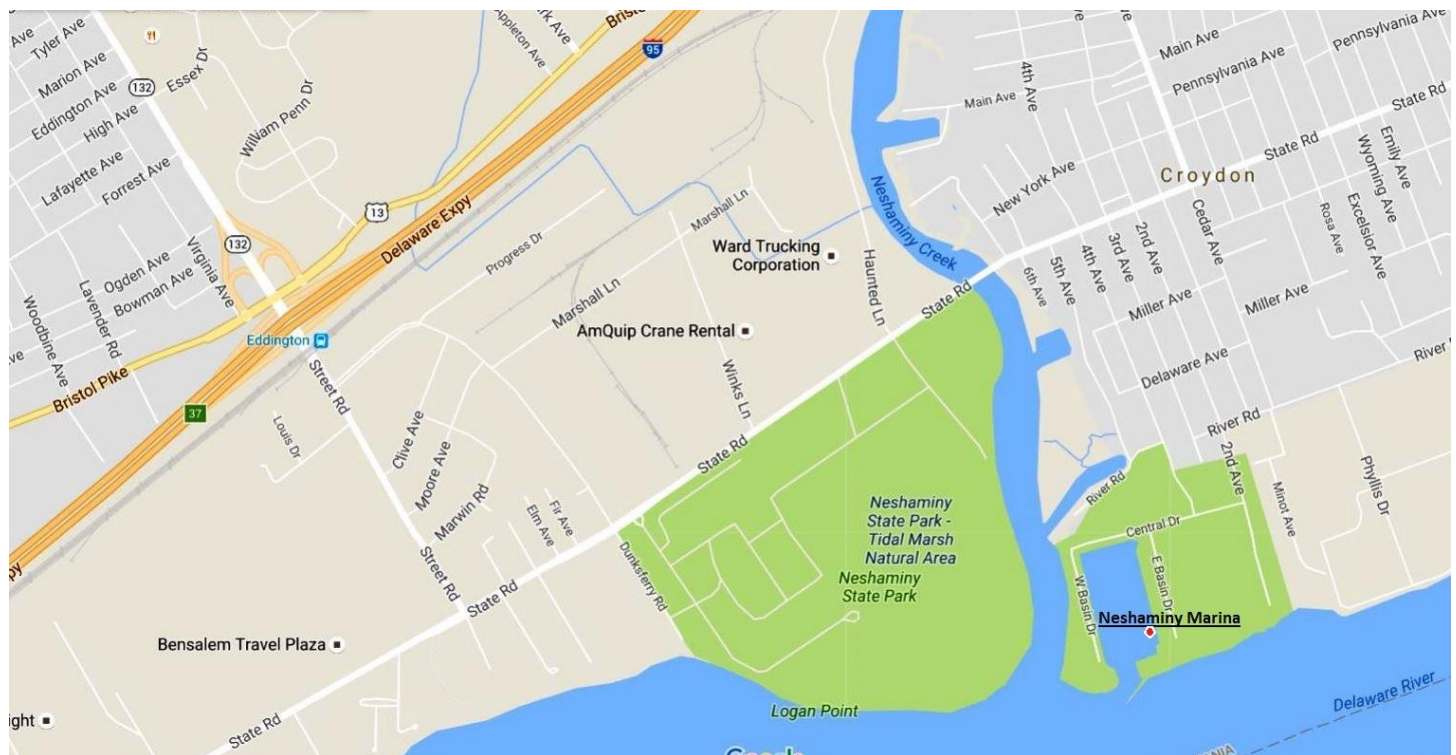 Bristol
Pennsylvania Ave
Main Ave
Ave
Tyler Ave
Marion Ave
Eddington Ave
High Ave
Lafayette Ave
Forrest Ave
132
Essex Dr
William Penn Dr
Appleton Ave
Ave
95
4th Ave
Main Ave
Pennsylvania Ave
State Rd
State Rd
Emily Ave
Wyoming Ave
Excelsior Ave
Rosa Ave
Croydon
New York Ave
Neshaminy Creek
13
Delaware Expy
132
Virginia Ave
Ogden Ave
Bowman Ave
Lavender Rd
Woodbine Ave
Progress Dr
Marshall Ln
Marshall Ln
Ward Trucking
Corporation
Haunted Ln
State Rd
6th Ave
5th Ave
4th Ave
3rd Ave
2nd Ave
Cedar Ave
Miller Ave
Miller Ave
AmQuip Crane Rental
Winks Ln
Eddington
Bristol Pike
Street Rd
37
Louis Dr
Clive Ave
Moore Ave
Marwin Rd
Delaware Ave
River
River Rd
2nd Ave
Minot Ave
Phyllis Dr
State Rd
Elm Ave
Fir Ave
Neshaminy
State Park -
Tidal Marsh
Natural Area
Neshaminy
State Park
River Rd
Central Dr
W Basin Dr
E Basin Dr
Neshaminy Marina
Dunksferry Rd
Street Rd
State Rd
Bensalem Travel Plaza
Logan Point
Delaware River
ight
State Rd